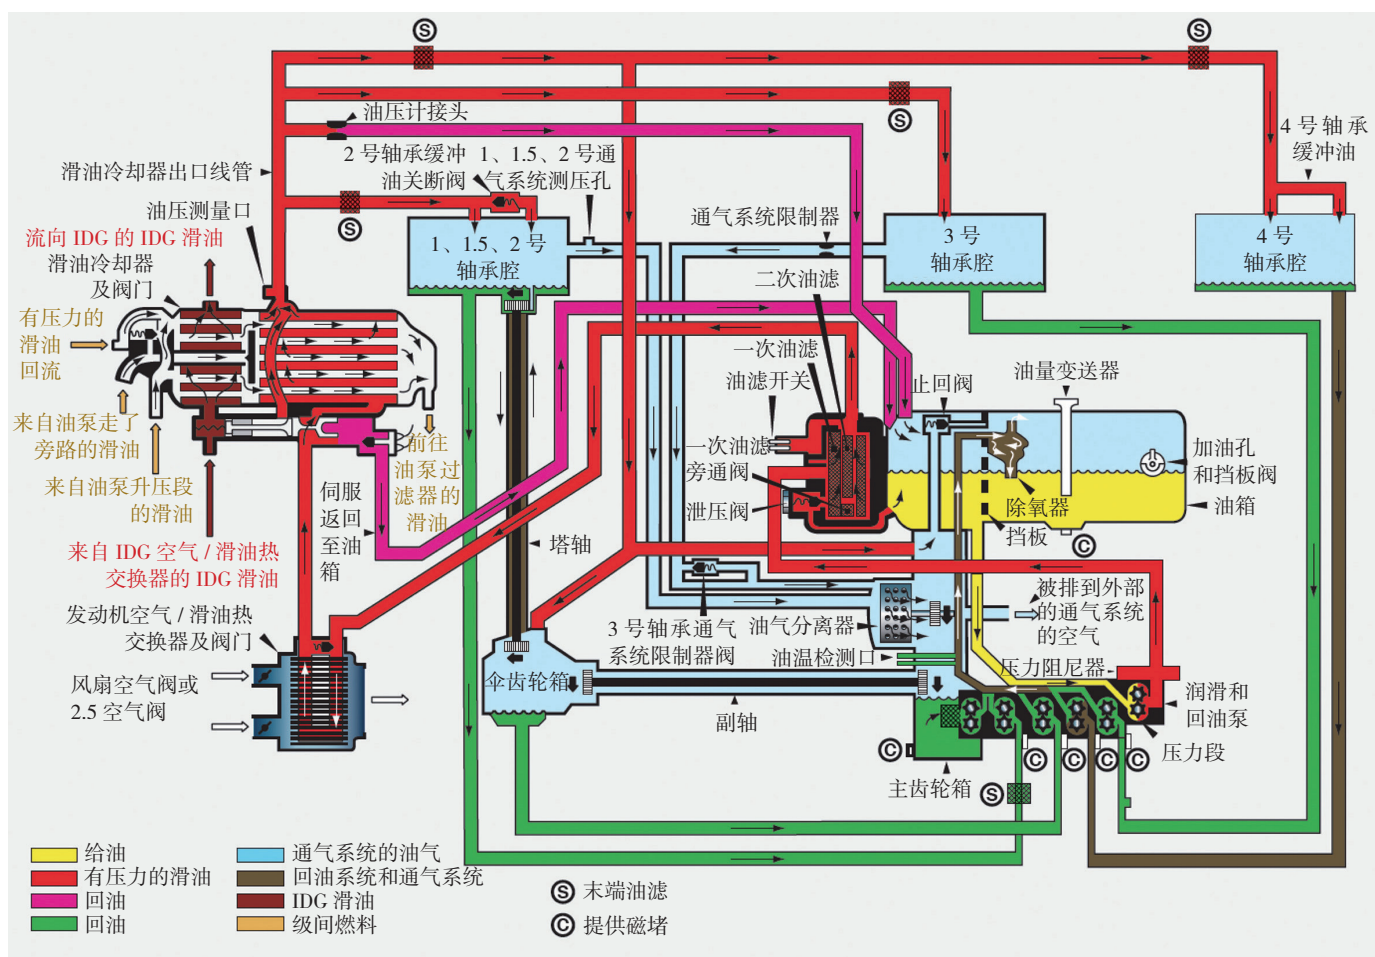 S
S
油压计接头
S
4 号 轴 承
缓冲油
滑油冷却器出口线管
2 号轴承缓冲
油关断阀
1、1.5、2 号通
气系统测压孔
油压测量口
S
通气系统限制器
流向 IDG 的 IDG 滑油
滑油冷却器
及阀门
1、1.5、2 号
轴承腔
3 号
轴承腔
4 号
轴承腔
二次油滤
有压力的
滑油
回流
一次油滤
油滤开关
止回阀
油量变送器
来自油泵走了
旁路的滑油
前往
油泵过
滤器的
滑油
一次油滤
旁通阀
加油孔
和挡板阀
来自油泵升压段
的滑油
伺服
返回
至油
箱
泄压阀
除氧器
油箱
挡板
C
来自 IDG 空气 / 滑油热
交换器的 IDG 滑油
塔轴
发动机空气 / 滑油热
交换器及阀门
3 号轴承通气
系统限制器阀
油气分离器
被排到外部
的通气系统
的空气
油温检测口
压力阻尼器
风扇空气阀或
2.5 空气阀
伞齿轮箱
副轴
润滑和
回油泵
压力段
C
C
C
C
C
主齿轮箱
S
给油
有压力的滑油
回油
回油
通气系统的油气
回油系统和通气系统
IDG 滑油
级间燃料
S 末端油滤
C 提供磁堵